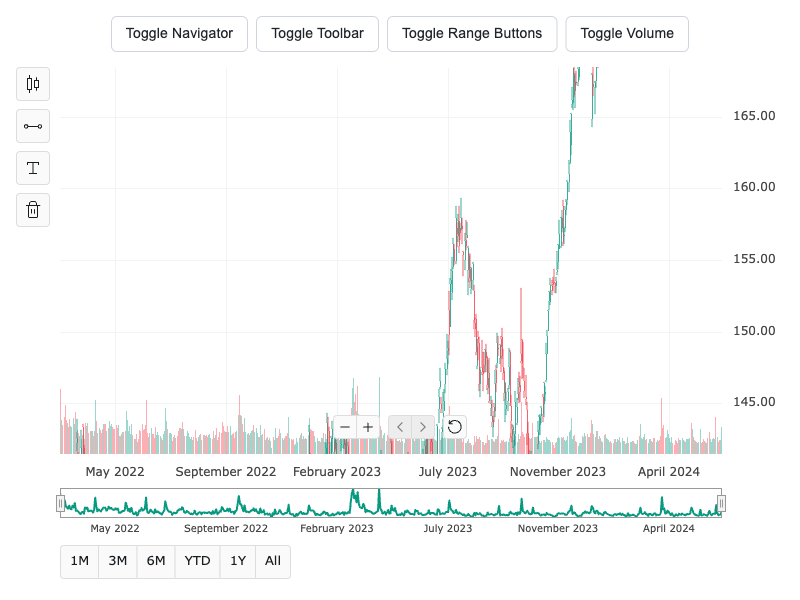 Toggle Navigator Toggle Toolbar Toggle Range Buttons Toggle Volume
T
165.00
160.00
155.00
150.00
145.00
May 2022 September 2022 February 2023 July 2023 November 2023 April 2024
May 2022 September 2022 February 2023 July 2023 November 2023 April 2024
1M 3M 6M YTD 1Y All